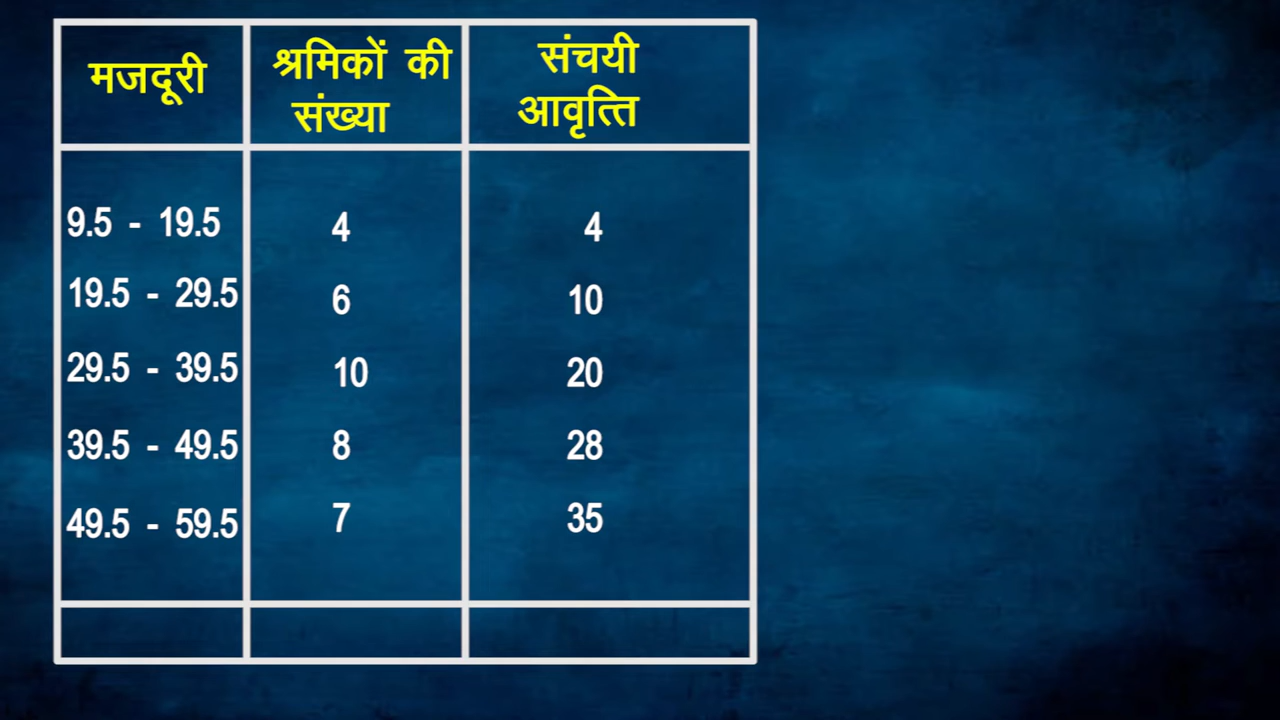 मजदूरी
श्रमिकों की
संख्या
संचयी
आवृत्ति
9.5 - 19.5 4 4
19.5 - 29.5 6 10
29.5 - 39.5 10 20
39.5 - 49.5 8 28
49.5 - 59.5 7 35